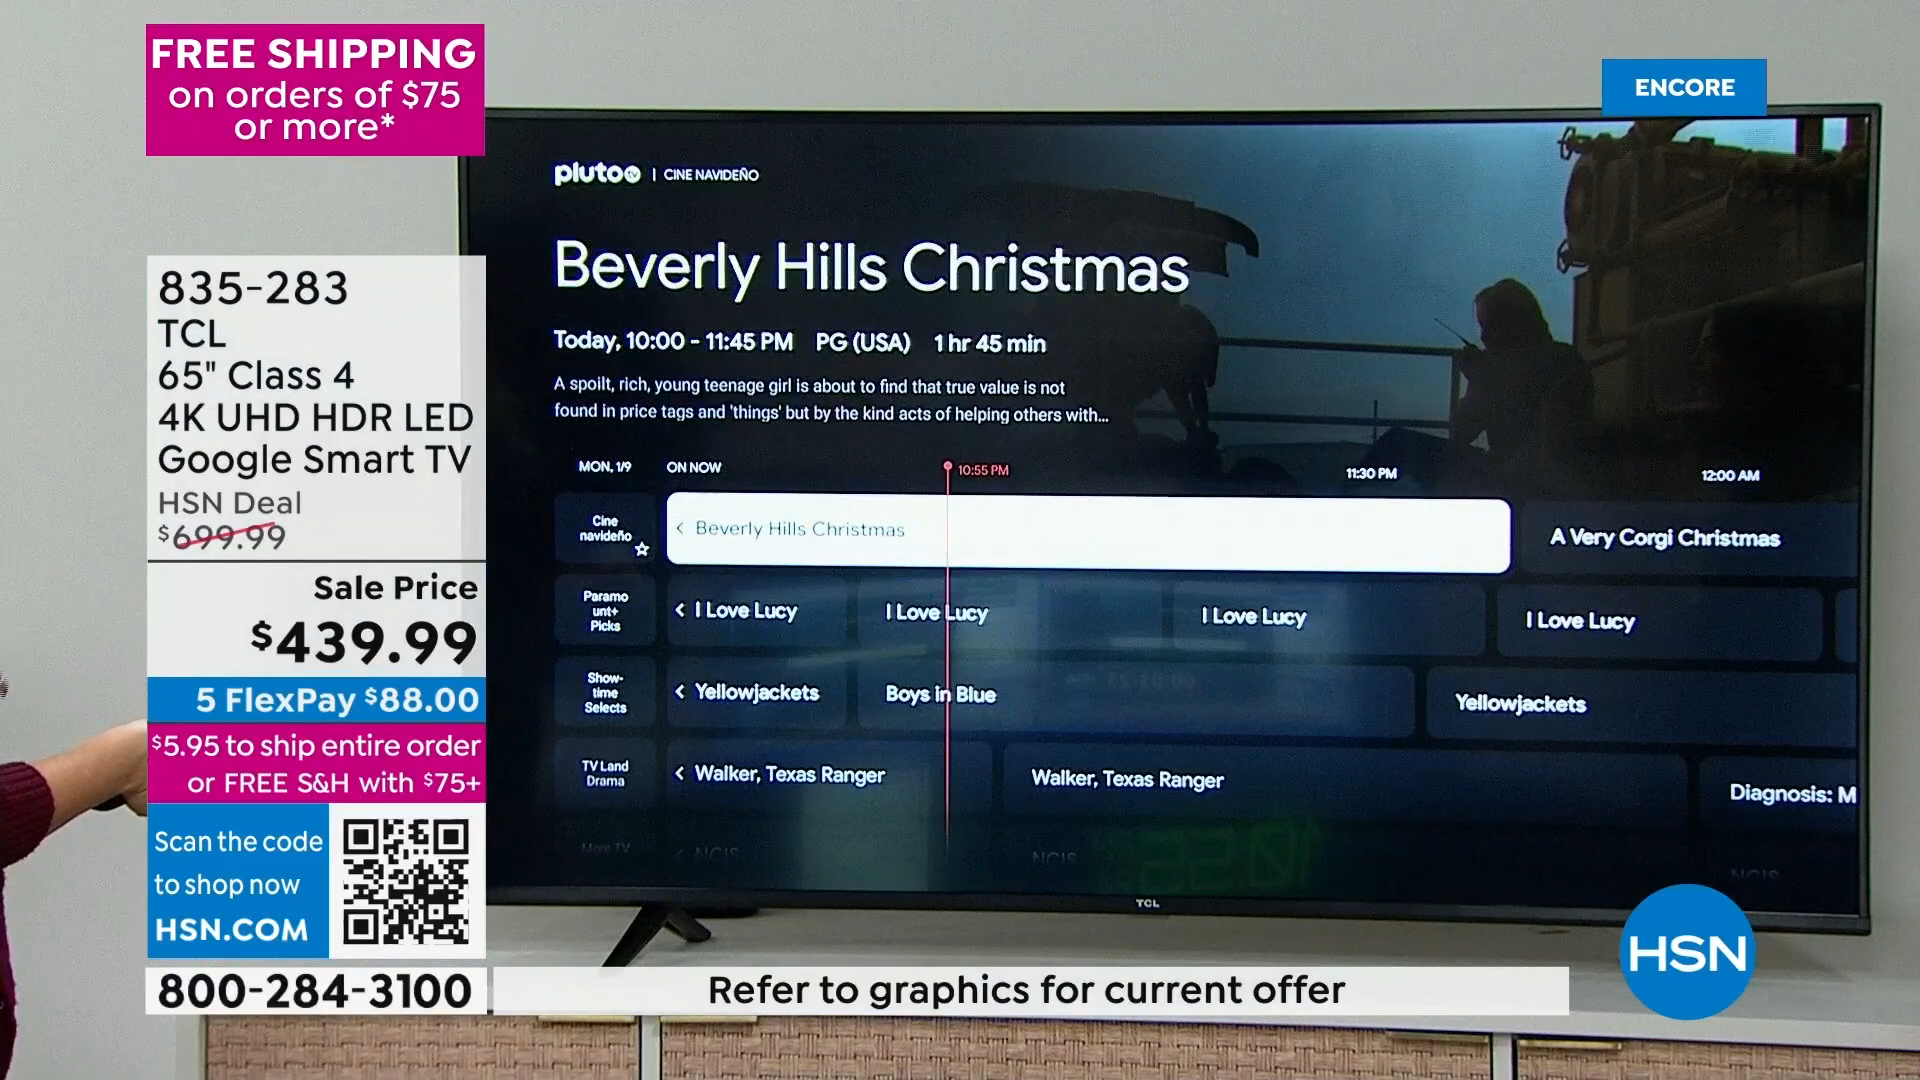 FREE SHIPPING
on orders of $75
or more*
ENCORE
835-283
TCL
65" Class 4
4K UHD HDR LED
Google Smart TV
HSN Deal
$699.99
Sale Price
$439.99
5 FlexPay $88.00
$5.95 to ship entire order
or FREE S&H with $75+
Scan the code
to shop now
HSN.COM
800-284-3100
Refer to graphics for current offer
HSN
pluto tv | CINE NAVIDEÑO
Beverly Hills Christmas
Today, 10:00 - 11:45 PM PG (USA) 1 hr 45 min
A spoilt, rich, young teenage girl is about to find that true value is not
found in price tags and 'things' but by the kind acts of helping others with...
MON, 1/9 ON NOW 10:55 PM 11:30 PM 12:00 AM
Cine
navideño
< Beverly Hills Christmas
A Very Corgi Christmas
Paramo
unt+
Picks
< I Love Lucy I Love Lucy I Love Lucy I Love Lucy
Show-
time
Selects
< Yellowjackets Boys in Blue Yellowjackets
TV Land
Drama
< Walker, Texas Ranger Walker, Texas Ranger Diagnosis: M
More TV
< NCIS NCIS NCIS
TCL